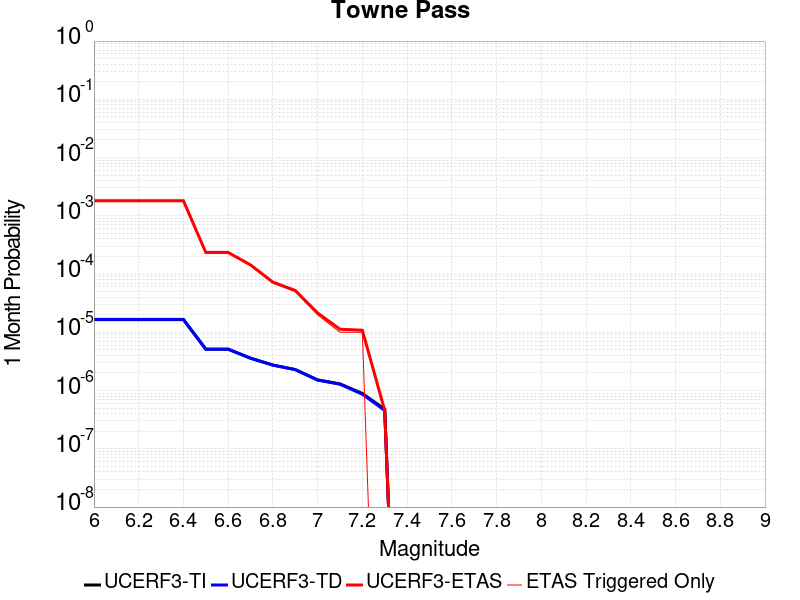 Towne Pass
10^0
10^-1
10^-2
10^-3
10^-4
10^-5
10^-6
10^-7
10^-8
1 Month Probability
6 6.2 6.4 6.6 6.8 7 7.2 7.4 7.6 7.8 8 8.2 8.4 8.6 8.8 9
Magnitude
UCERF3-TI UCERF3-TD UCERF3-ETAS ETAS Triggered Only